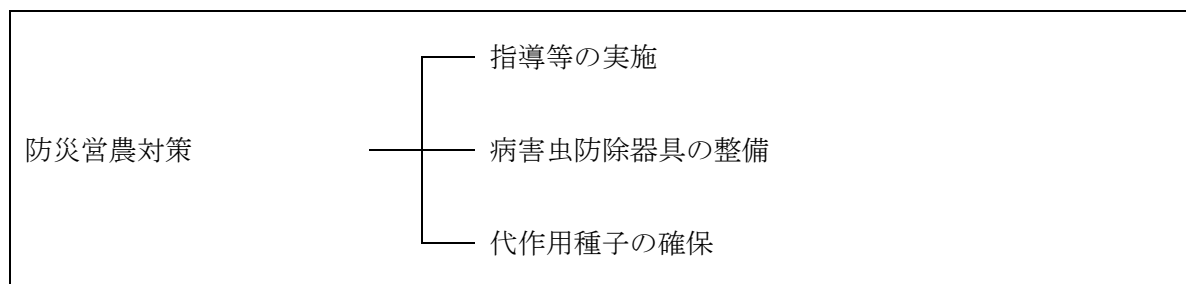 指導等の実施
防災営農対策
病害虫防除器具の整備
代作用種子の確保